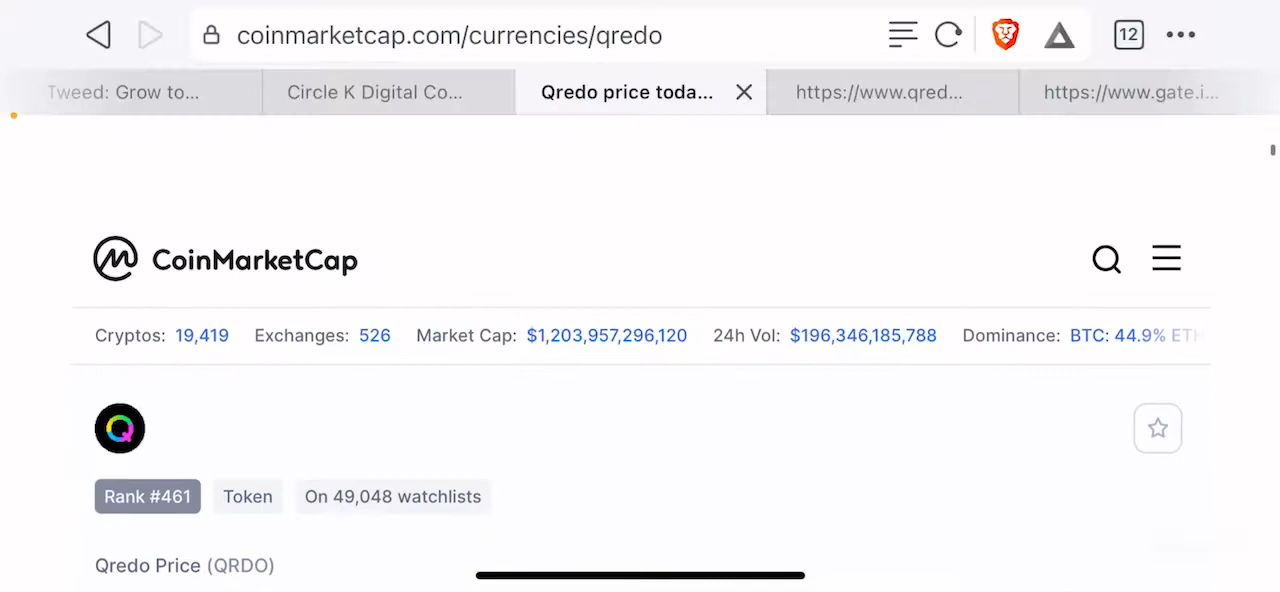 coinmarketcap.com/currencies/qredo 12
Tweed: Grow to... Circle K Digital Co... Qredo price toda... https://www.qred... https://www.gate.i...
CoinMarketCap
Cryptos: 19,419 Exchanges: 526 Market Cap: $1,203,957,296,120 24h Vol: $196,346,185,788 Dominance: BTC: 44.9% ETH
Rank #461 Token On 49,048 watchlists
Qredo Price (QRDO)